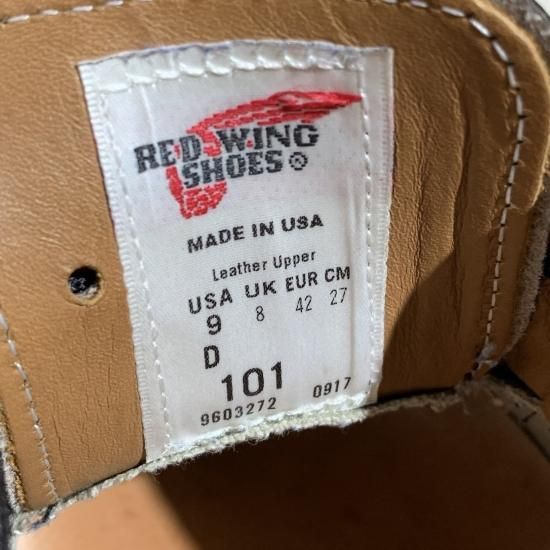 RED WING
SHOES®
MADE IN USA
Leather Upper
USA UK EUR CM
9 8 42 27
D
101
9603272 0917